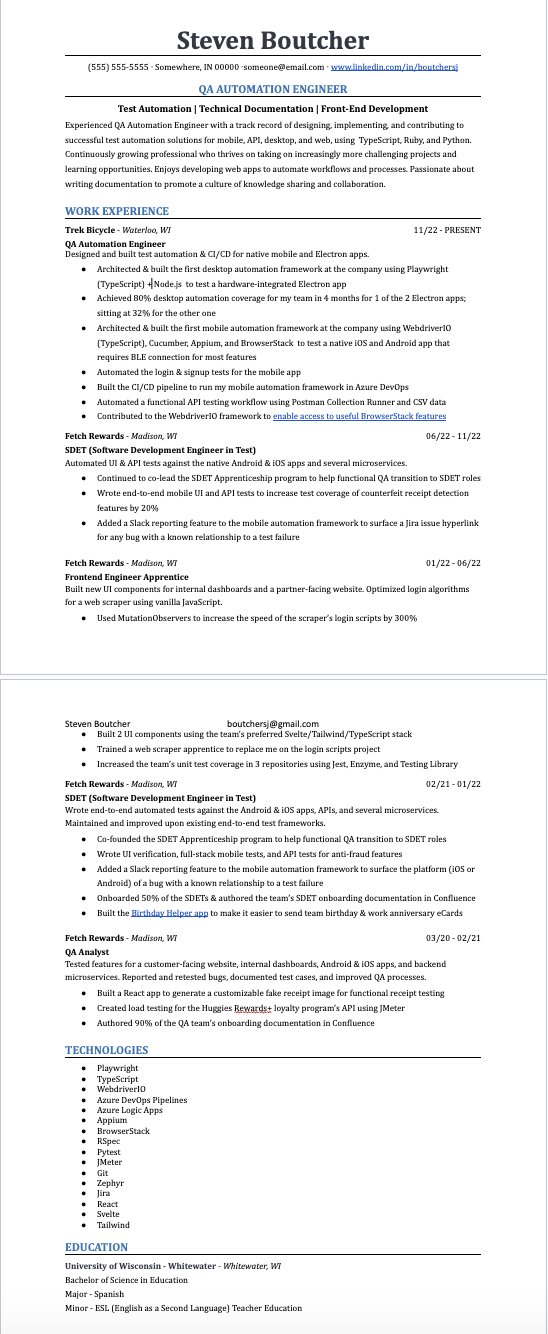 Steven Boutcher
(555) 555-5555 · Somewhere, IN 00000 ·someone@email.com · www.linkedin.com/in/boutchersj
QA AUTOMATION ENGINEER
Test Automation | Technical Documentation | Front-End Development
Experienced QA Automation Engineer with a track record of designing, implementing, and contributing to
successful test automation solutions for mobile, API, desktop, and web, using TypeScript, Ruby, and Python.
Continuously growing professional who thrives on taking on increasingly more challenging projects and
learning opportunities. Enjoys developing web apps to automate workflows and processes. Passionate about
writing documentation to promote a culture of knowledge sharing and collaboration.
WORK EXPERIENCE
Trek Bicycle - Waterloo, WI 11/22 - PRESENT
QA Automation Engineer
Designed and built test automation & CI/CD for native mobile and Electron apps.
● Architected & built the first desktop automation framework at the company using Playwright
(TypeScript) + Node.js to test a hardware-integrated Electron app
● Achieved 80% desktop automation coverage for my team in 4 months for 1 of the 2 Electron apps;
sitting at 32% for the other one
● Architected & built the first mobile automation framework at the company using WebdriverIO
(TypeScript), Cucumber, Appium, and BrowserStack to test a native iOS and Android app that
requires BLE connection for most features
● Automated the login & signup tests for the mobile app
● Built the CI/CD pipeline to run my mobile automation framework in Azure DevOps
● Automated a functional API testing workflow using Postman Collection Runner and CSV data
● Contributed to the WebdriverIO framework to enable access to useful BrowserStack features
Fetch Rewards - Madison, WI 06/22 - 11/22
SDET (Software Development Engineer in Test)
Automated UI & API tests against the native Android & iOS apps and several microservices.
● Continued to co-lead the SDET Apprenticeship program to help functional QA transition to SDET roles
● Wrote end-to-end mobile UI and API tests to increase test coverage of counterfeit receipt detection
features by 20%
● Added a Slack reporting feature to the mobile automation framework to surface a Jira issue hyperlink
for any bug with a known relationship to a test failure
Fetch Rewards - Madison, WI 01/22 - 06/22
Frontend Engineer Apprentice
Built new UI components for internal dashboards and a partner-facing website. Optimized login algorithms
for a web scraper using vanilla JavaScript.
● Used MutationObservers to increase the speed of the scraper's login scripts by 300%
Steven Boutcher boutchersj@gmail.com
● Built 2 UI components using the team's preferred Svelte/Tailwind/TypeScript stack
● Trained a web scraper apprentice to replace me on the login scripts project
● Increased the team's unit test coverage in 3 repositories using Jest, Enzyme, and Testing Library
Fetch Rewards - Madison, WI 02/21 - 01/22
SDET (Software Development Engineer in Test)
Wrote end-to-end automated tests against the Android & iOS apps, APIs, and several microservices.
Maintained and improved upon existing end-to-end test frameworks.
● Co-founded the SDET Apprenticeship program to help functional QA transition to SDET roles
● Wrote UI verification, full-stack mobile tests, and API tests for anti-fraud features
● Added a Slack reporting feature to the mobile automation framework to surface the platform (iOS or
Android) of a bug with a known relationship to a test failure
● Onboarded 50% of the SDETs & authored the team's SDET onboarding documentation in Confluence
● Built the Birthday Helper app to make it easier to send team birthday & work anniversary eCards
Fetch Rewards - Madison, WI 03/20 - 02/21
QA Analyst
Tested features for a customer-facing website, internal dashboards, Android & iOS apps, and backend
microservices. Reported and retested bugs, documented test cases, and improved QA processes.
● Built a React app to generate a customizable fake receipt image for functional receipt testing
● Created load testing for the Huggies Rewards+ loyalty program's API using JMeter
● Authored 90% of the QA team's onboarding documentation in Confluence
TECHNOLOGIES
● Playwright
● TypeScript
● WebdriverIO
● Azure DevOps Pipelines
● Azure Logic Apps
● Appium
● BrowserStack
● RSpec
● Pytest
● JMeter
● Git
● Zephyr
● Jira
● React
● Svelte
● Tailwind
EDUCATION
University of Wisconsin - Whitewater - Whitewater, WI
Bachelor of Science in Education
Major - Spanish
Minor - ESL (English as a Second Language) Teacher Education